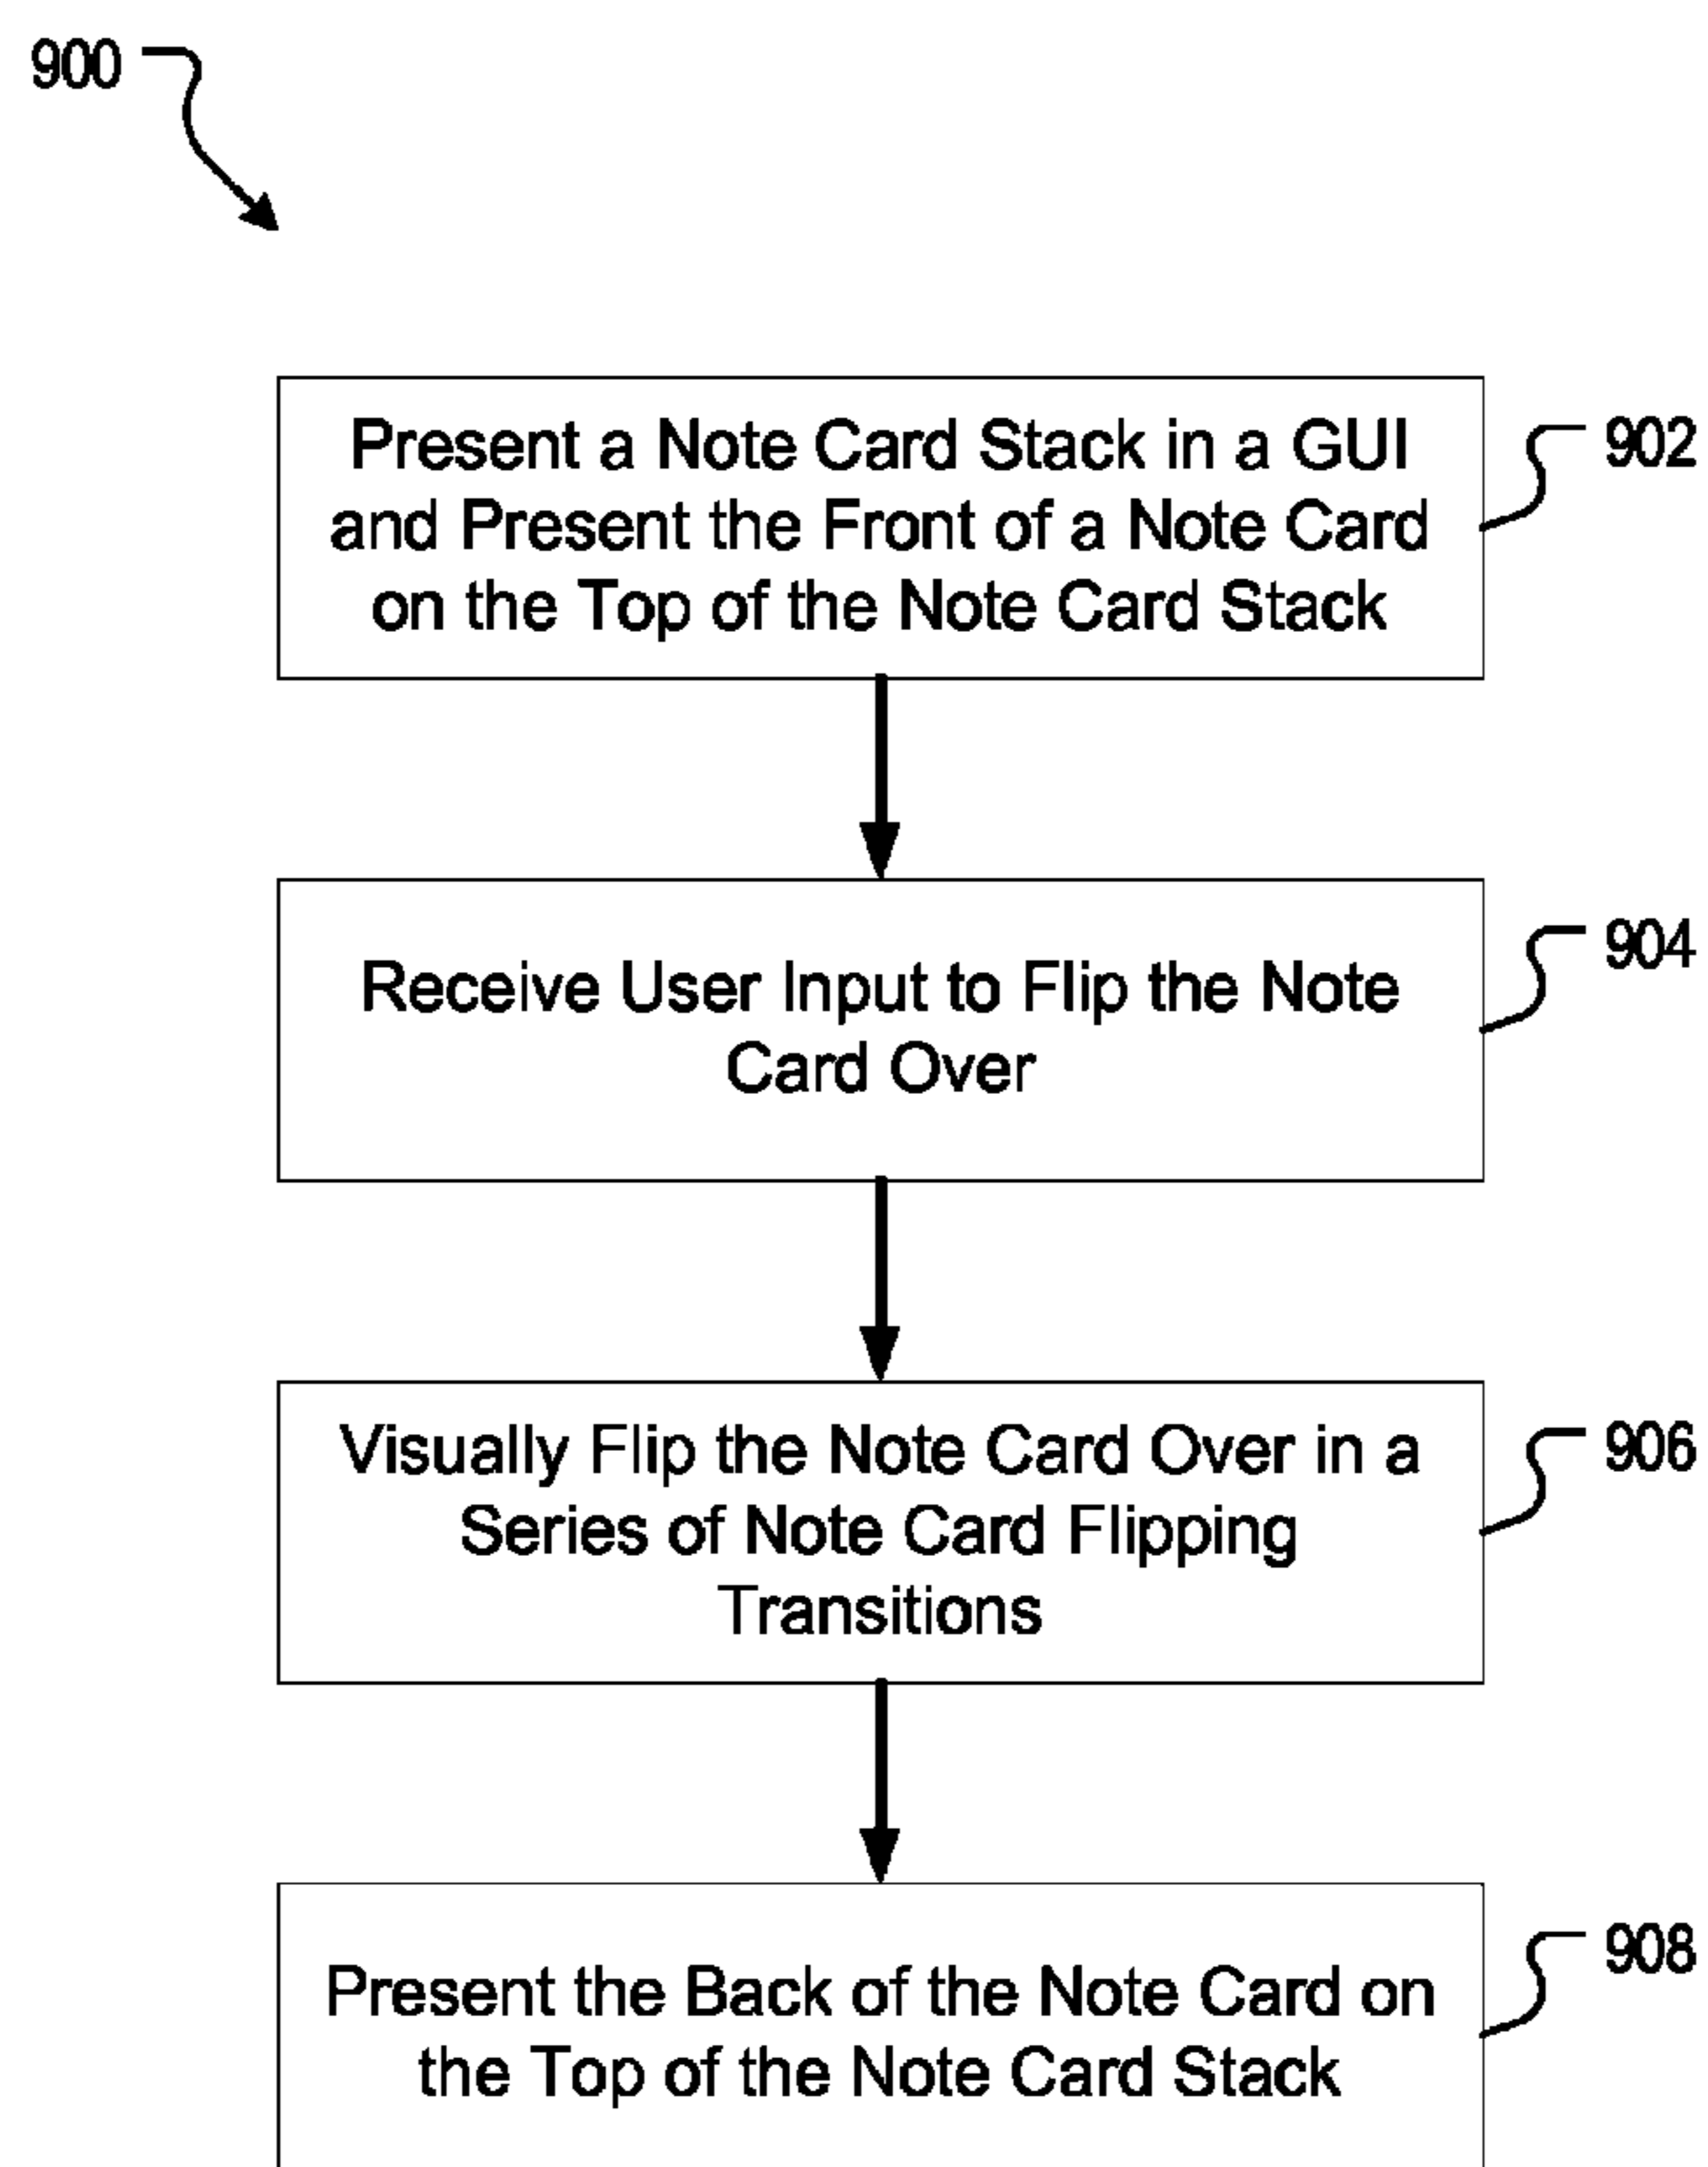 900
Present a Note Card Stack in a GUI
and Present the Front of a Note Card
on the Top of the Note Card Stack
902
Receive User Input to Flip the Note
Card Over
904
Visually Flip the Note Card Over in a
Series of Note Card Flipping
Transitions
906
Present the Back of the Note Card on
the Top of the Note Card Stack
908